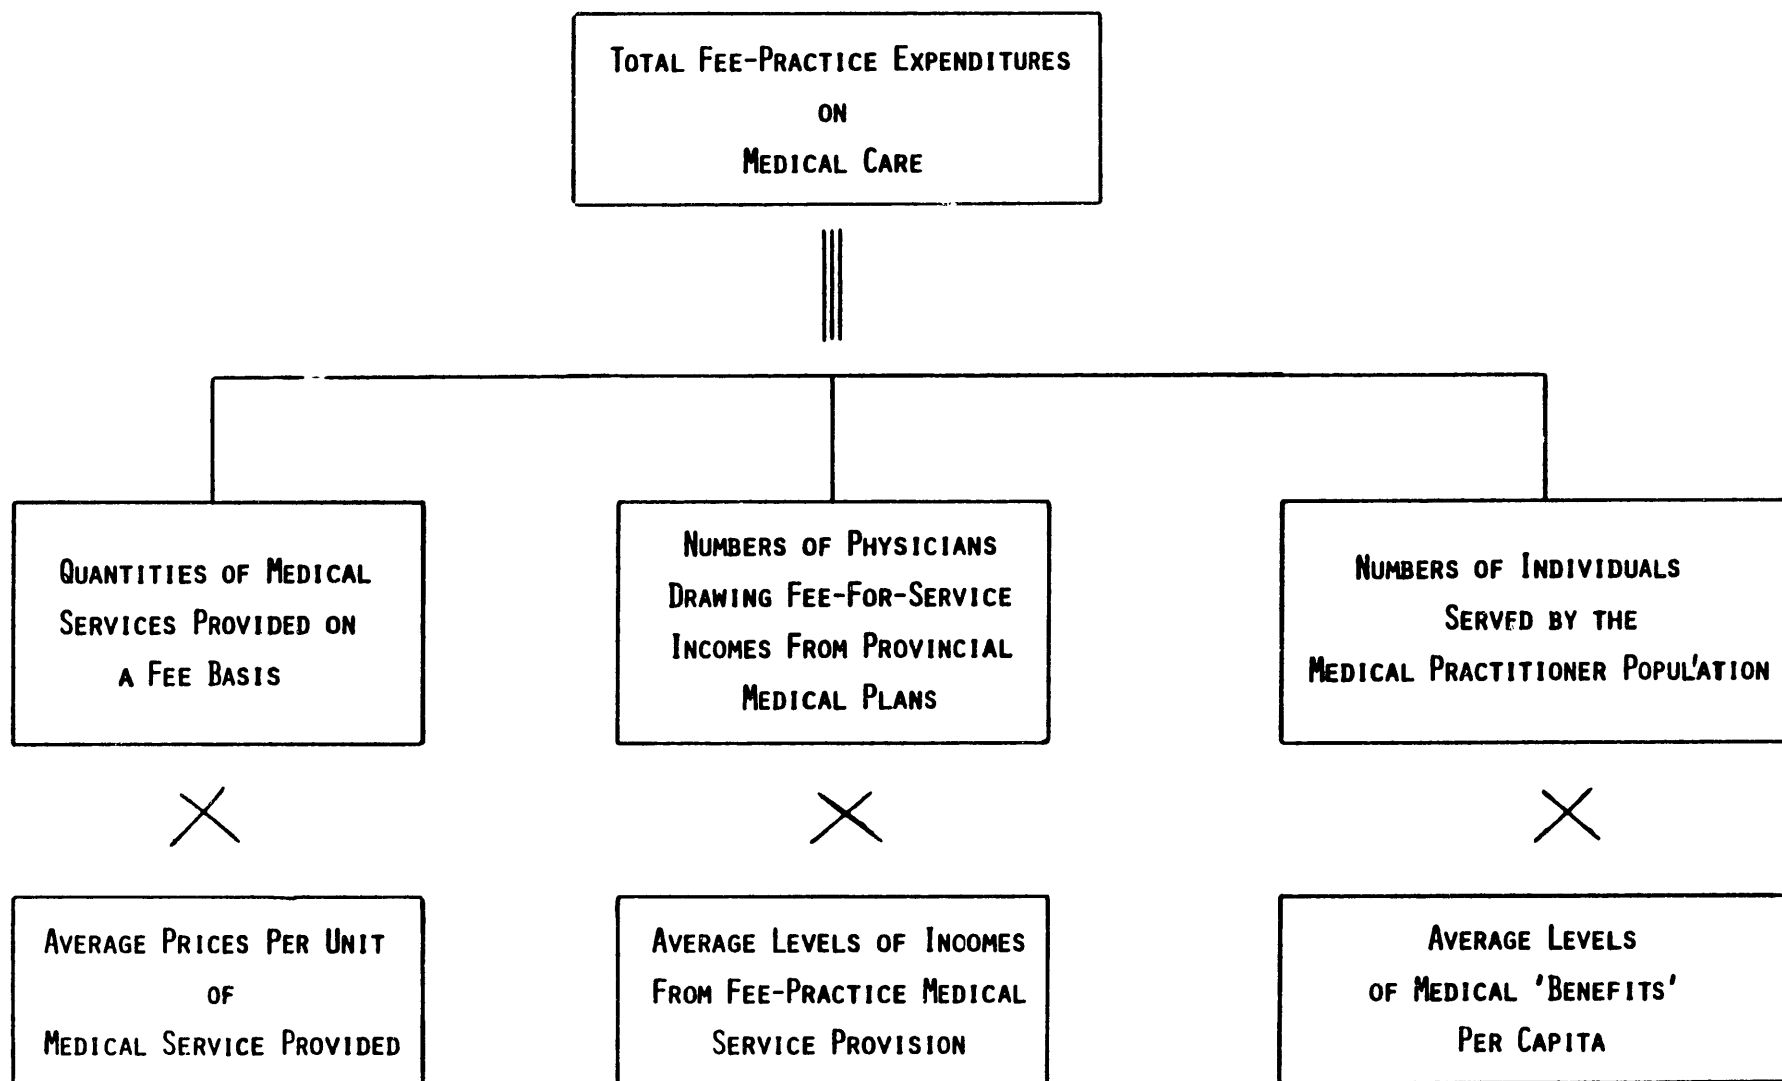 TOTAL FEE-PRACTICE EXPENDITURES
ON
MEDICAL CARE
QUANTITIES OF MEDICAL
SERVICES PROVIDED ON
A FEE BASIS
NUMBERS OF PHYSICIANS
DRAWING FEE-FOR-SERVICE
INCOMES FROM PROVINCIAL
MEDICAL PLANS
NUMBERS OF INDIVIDUALS
SERVED BY THE
MEDICAL PRACTITIONER POPULATION
AVERAGE PRICES PER UNIT
OF
MEDICAL SERVICE PROVIDED
AVERAGE LEVELS OF INCOMES
FROM FEE-PRACTICE MEDICAL
SERVICE PROVISION
AVERAGE LEVELS
OF MEDICAL 'BENEFITS'
PER CAPITA